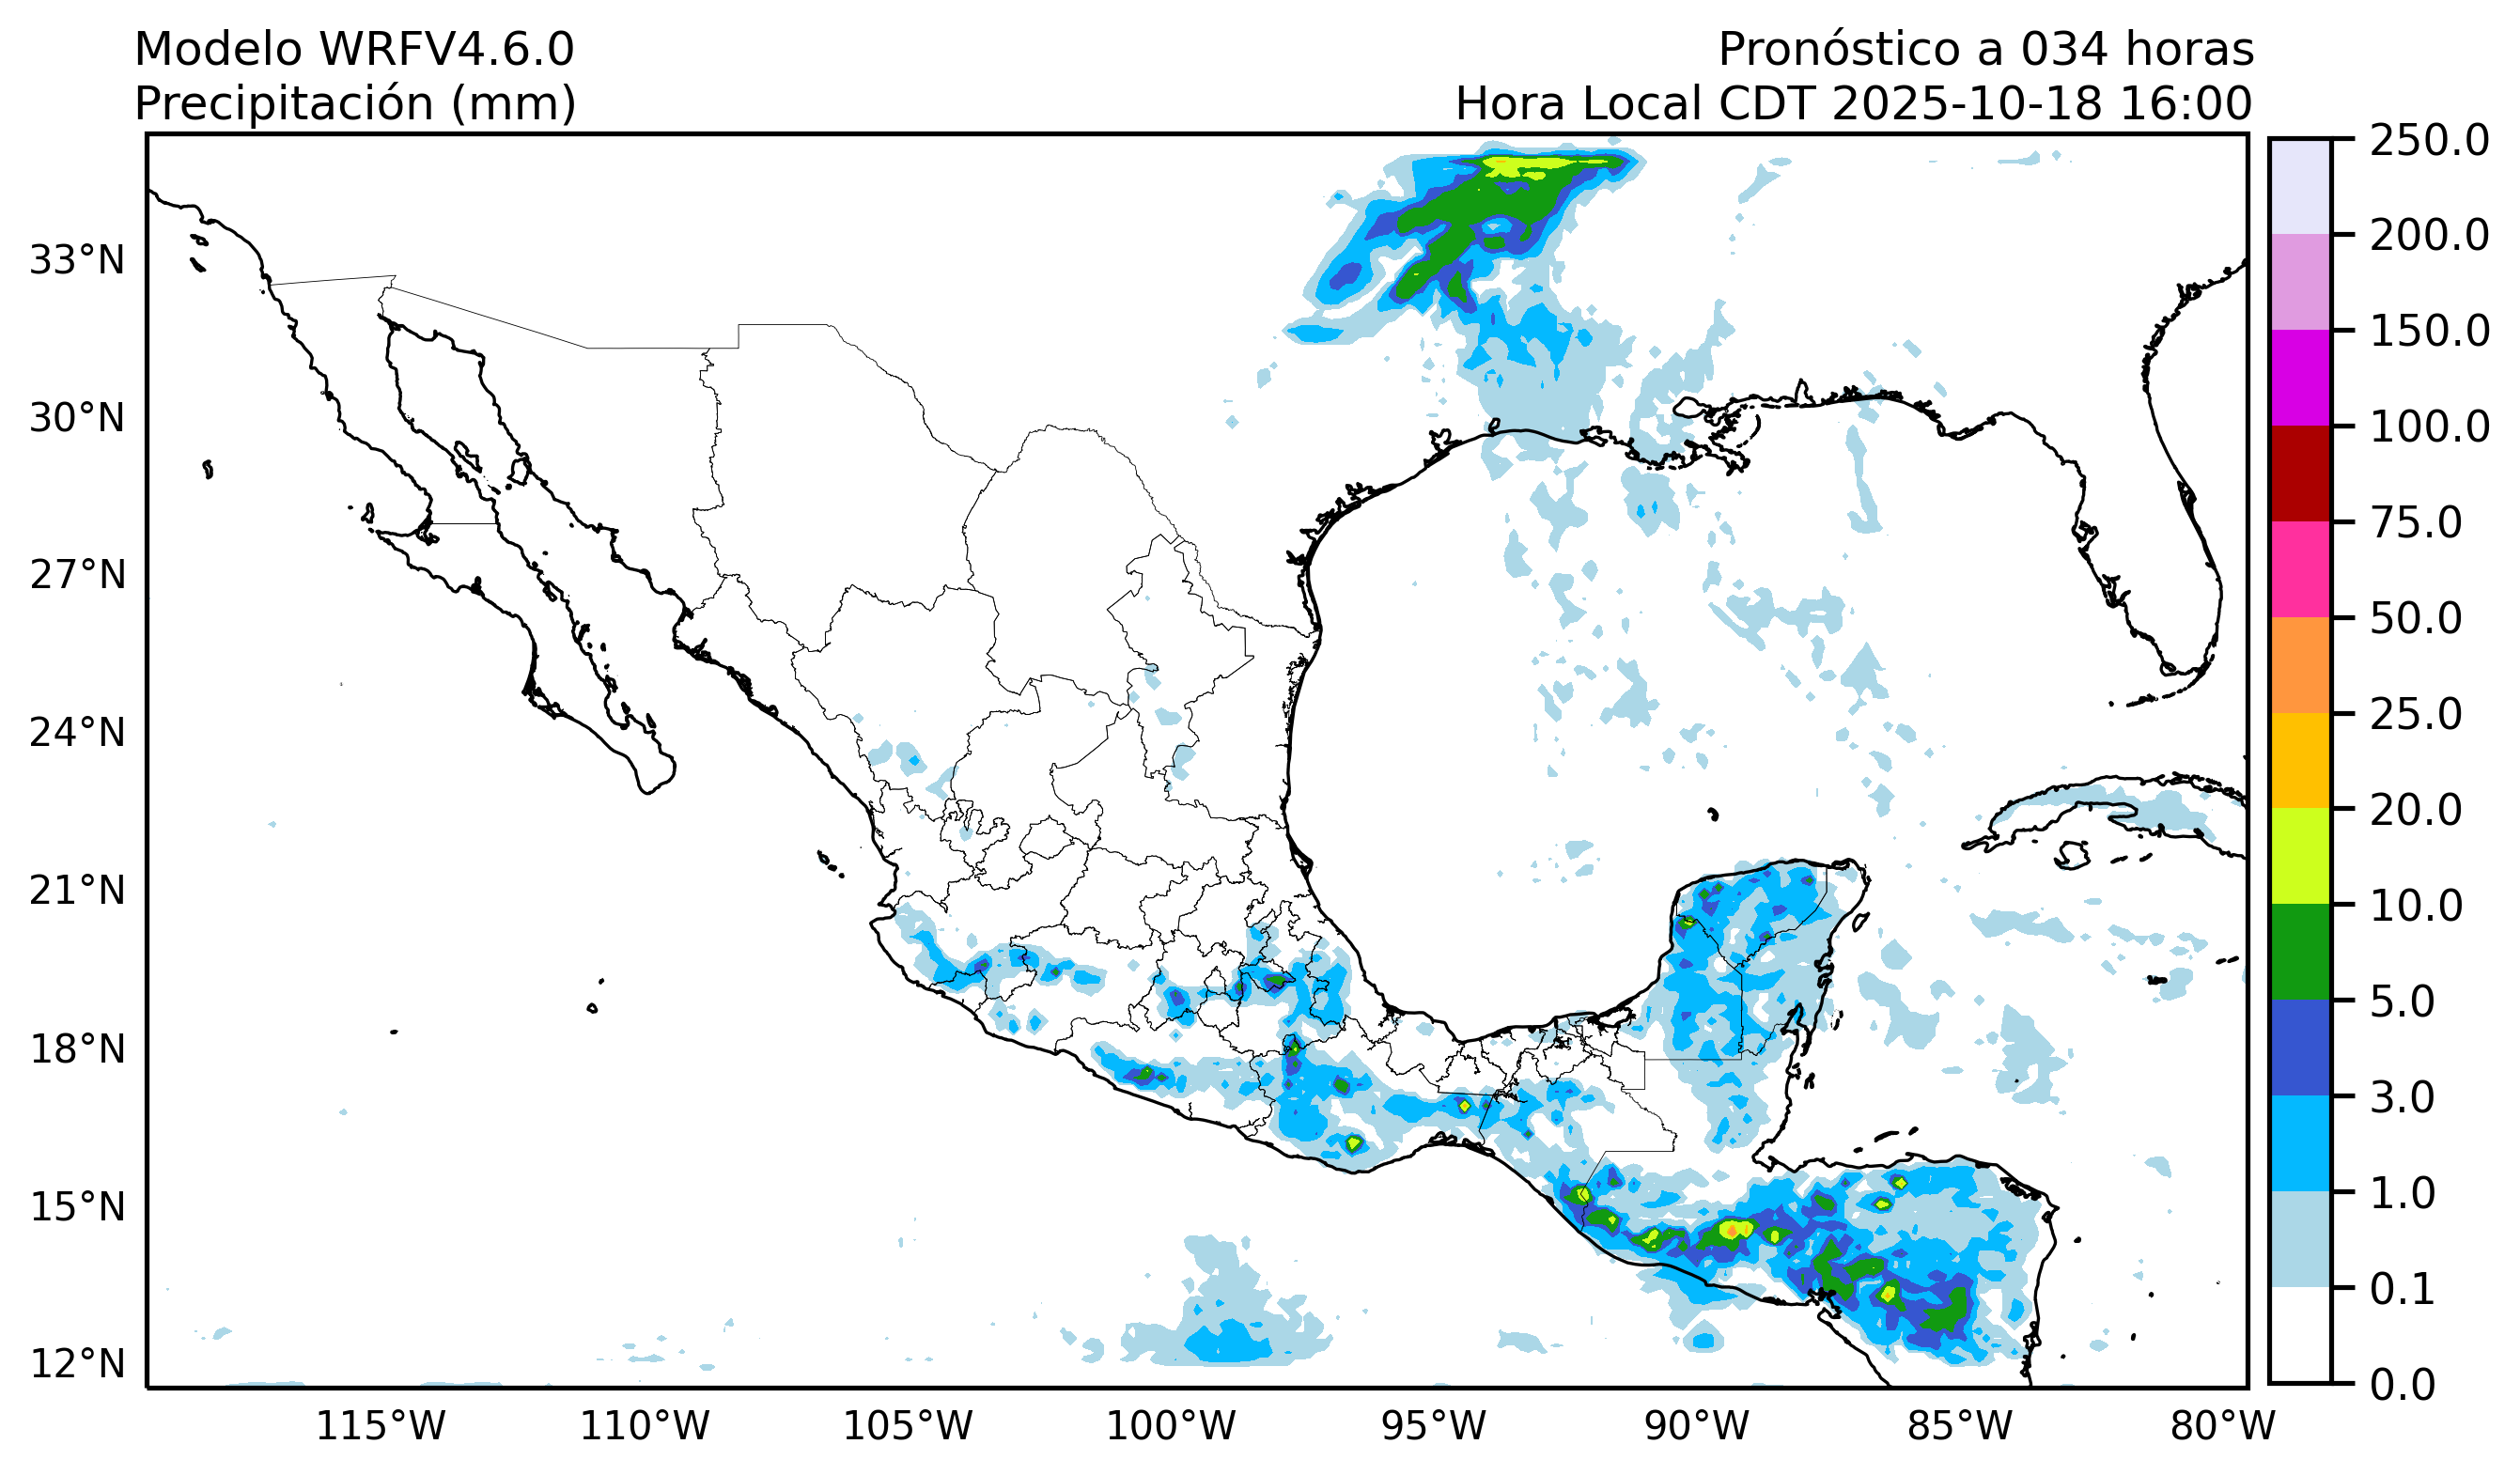 Modelo WRFV4.6.0
Precipitación (mm)
Pronóstico a 034 horas
Hora Local CDT 2025-10-18 16:00
33°N
30°N
27°N
24°N
21°N
18°N
15°N
12°N
115°W
110°W
105°W
100°W
95°W
90°W
85°W
80°W
250.0
200.0
150.0
100.0
75.0
50.0
25.0
20.0
10.0
5.0
3.0
1.0
0.1
0.0